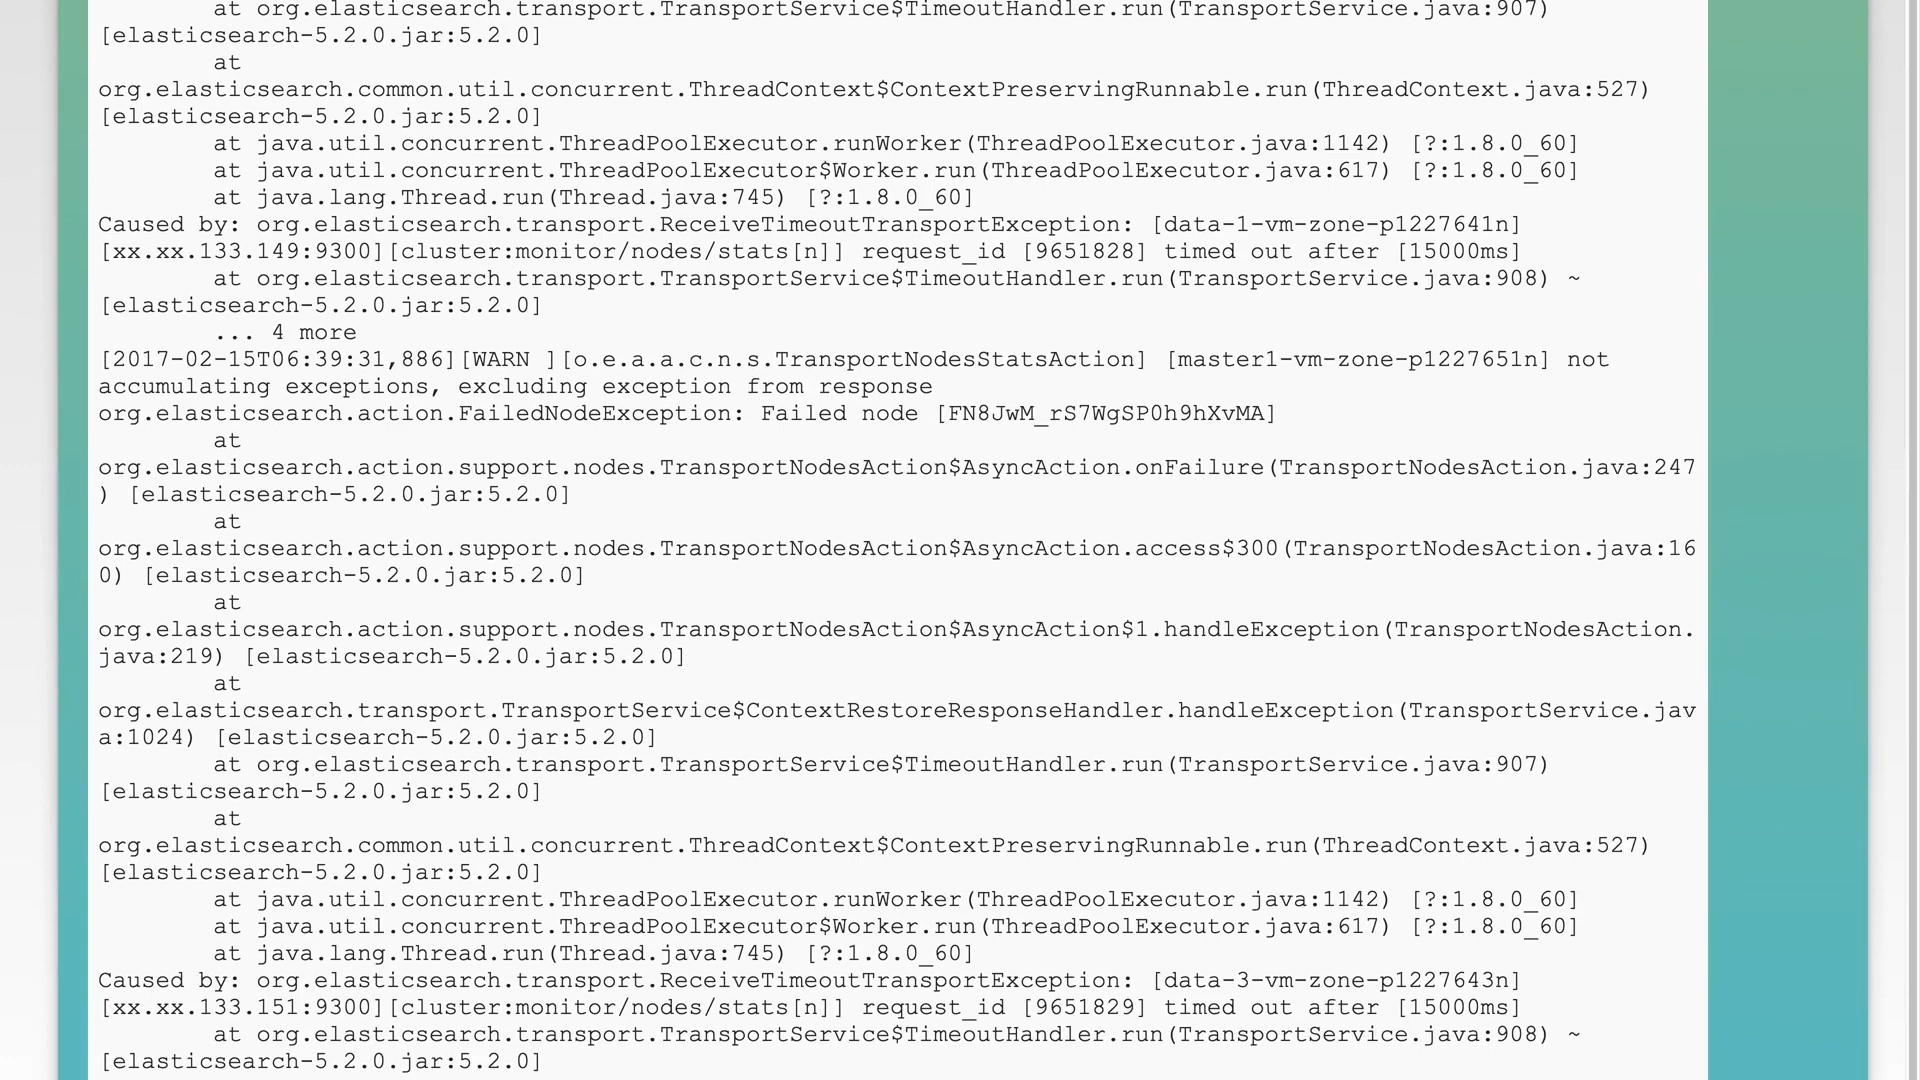 at org.elasticsearch.transport.TransportService$TimeoutHandler.run(TransportService.java:907)
[elasticsearch-5.2.0.jar:5.2.0]
at
org.elasticsearch.common.util.concurrent.ThreadContext$ContextPreservingRunnable.run(ThreadContext.java:527)
[elasticsearch-5.2.0.jar:5.2.0]
at java.util.concurrent.ThreadPoolExecutor.runWorker(ThreadPoolExecutor.java:1142) [?:1.8.0_60]
at java.util.concurrent.ThreadPoolExecutor$Worker.run(ThreadPoolExecutor.java:617) [?:1.8.0_60]
at java.lang.Thread.run(Thread.java:745) [?:1.8.0_60]
Caused by: org.elasticsearch.transport.ReceiveTimeoutTransportException: [data-1-vm-zone-p1227641n]
[xx.xx.133.149:9300][cluster:monitor/nodes/stats[n]] request_id [9651828] timed out after [15000ms]
at org.elasticsearch.transport.TransportService$TimeoutHandler.run(TransportService.java:908) ~
[elasticsearch-5.2.0.jar:5.2.0]
... 4 more
[2017-02-15T06:39:31,886][WARN ][o.e.a.a.c.n.s.TransportNodesStatsAction] [master1-vm-zone-p1227651n] not
accumulating exceptions, excluding exception from response
org.elasticsearch.action.FailedNodeException: Failed node [FN8JwM_rS7WgSP0h9hXvMA]
at
org.elasticsearch.action.support.nodes.TransportNodesAction$AsyncAction.onFailure(TransportNodesAction.java:247
) [elasticsearch-5.2.0.jar:5.2.0]
at
org.elasticsearch.action.support.nodes.TransportNodesAction$AsyncAction.access$300(TransportNodesAction.java:16
0) [elasticsearch-5.2.0.jar:5.2.0]
at
org.elasticsearch.action.support.nodes.TransportNodesAction$AsyncAction$1.handleException(TransportNodesAction.
java:219) [elasticsearch-5.2.0.jar:5.2.0]
at
org.elasticsearch.transport.TransportService$ContextRestoreResponseHandler.handleException(TransportService.jav
a:1024) [elasticsearch-5.2.0.jar:5.2.0]
at org.elasticsearch.transport.TransportService$TimeoutHandler.run(TransportService.java:907)
[elasticsearch-5.2.0.jar:5.2.0]
at
org.elasticsearch.common.util.concurrent.ThreadContext$ContextPreservingRunnable.run(ThreadContext.java:527)
[elasticsearch-5.2.0.jar:5.2.0]
at java.util.concurrent.ThreadPoolExecutor.runWorker(ThreadPoolExecutor.java:1142) [?:1.8.0_60]
at java.util.concurrent.ThreadPoolExecutor$Worker.run(ThreadPoolExecutor.java:617) [?:1.8.0_60]
at java.lang.Thread.run(Thread.java:745) [?:1.8.0_60]
Caused by: org.elasticsearch.transport.ReceiveTimeoutTransportException: [data-3-vm-zone-p1227643n]
[xx.xx.133.151:9300][cluster:monitor/nodes/stats[n]] request_id [9651829] timed out after [15000ms]
at org.elasticsearch.transport.TransportService$TimeoutHandler.run(TransportService.java:908) ~
[elasticsearch-5.2.0.jar:5.2.0]